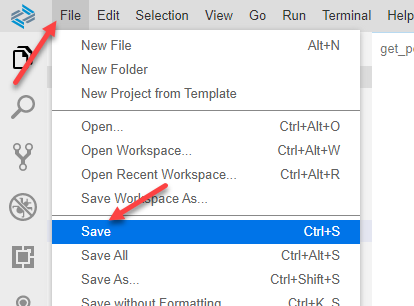 File Edit Selection View Go Run Terminal Help
New File Alt+N
get_p
New Folder
New Project from Template
Open... Ctrl+Alt+O
Open Workspace... Ctrl+Alt+W
Open Recent Workspace... Ctrl+Alt+R
Save Workspace As...
Save Ctrl+S
Save All Ctrl+Alt+S
Save As... Ctrl+Shift+S
Save without Formatting Ctrl+K S